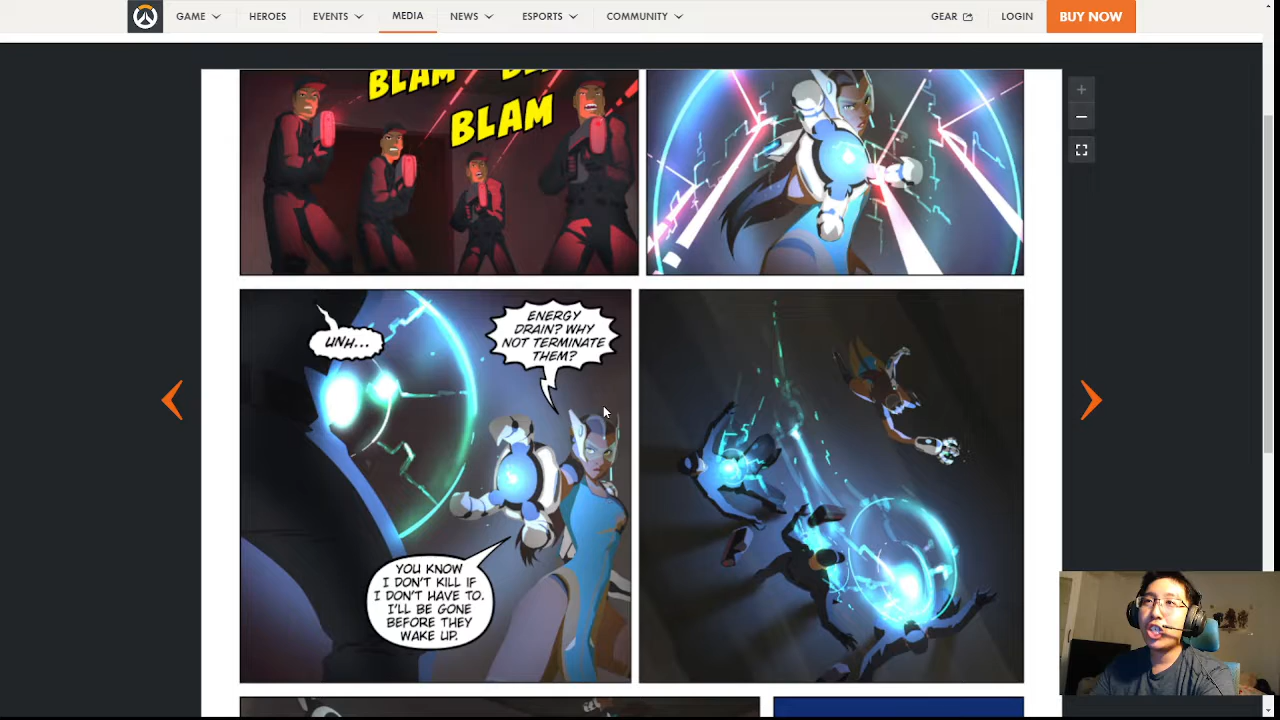 GAME
HEROES
EVENTS
MEDIA
NEWS
ESPORTS
COMMUNITY
GEAR
LOGIN
BUY NOW
BLAM
BLAM
UNH...
ENERGY
DRAIN? WHY
NOT TERMINATE
THEM?
YOU KNOW
I DON'T KILL IF
I DON'T HAVE TO.
I'LL BE GONE
BEFORE THEY
WAKE UP.